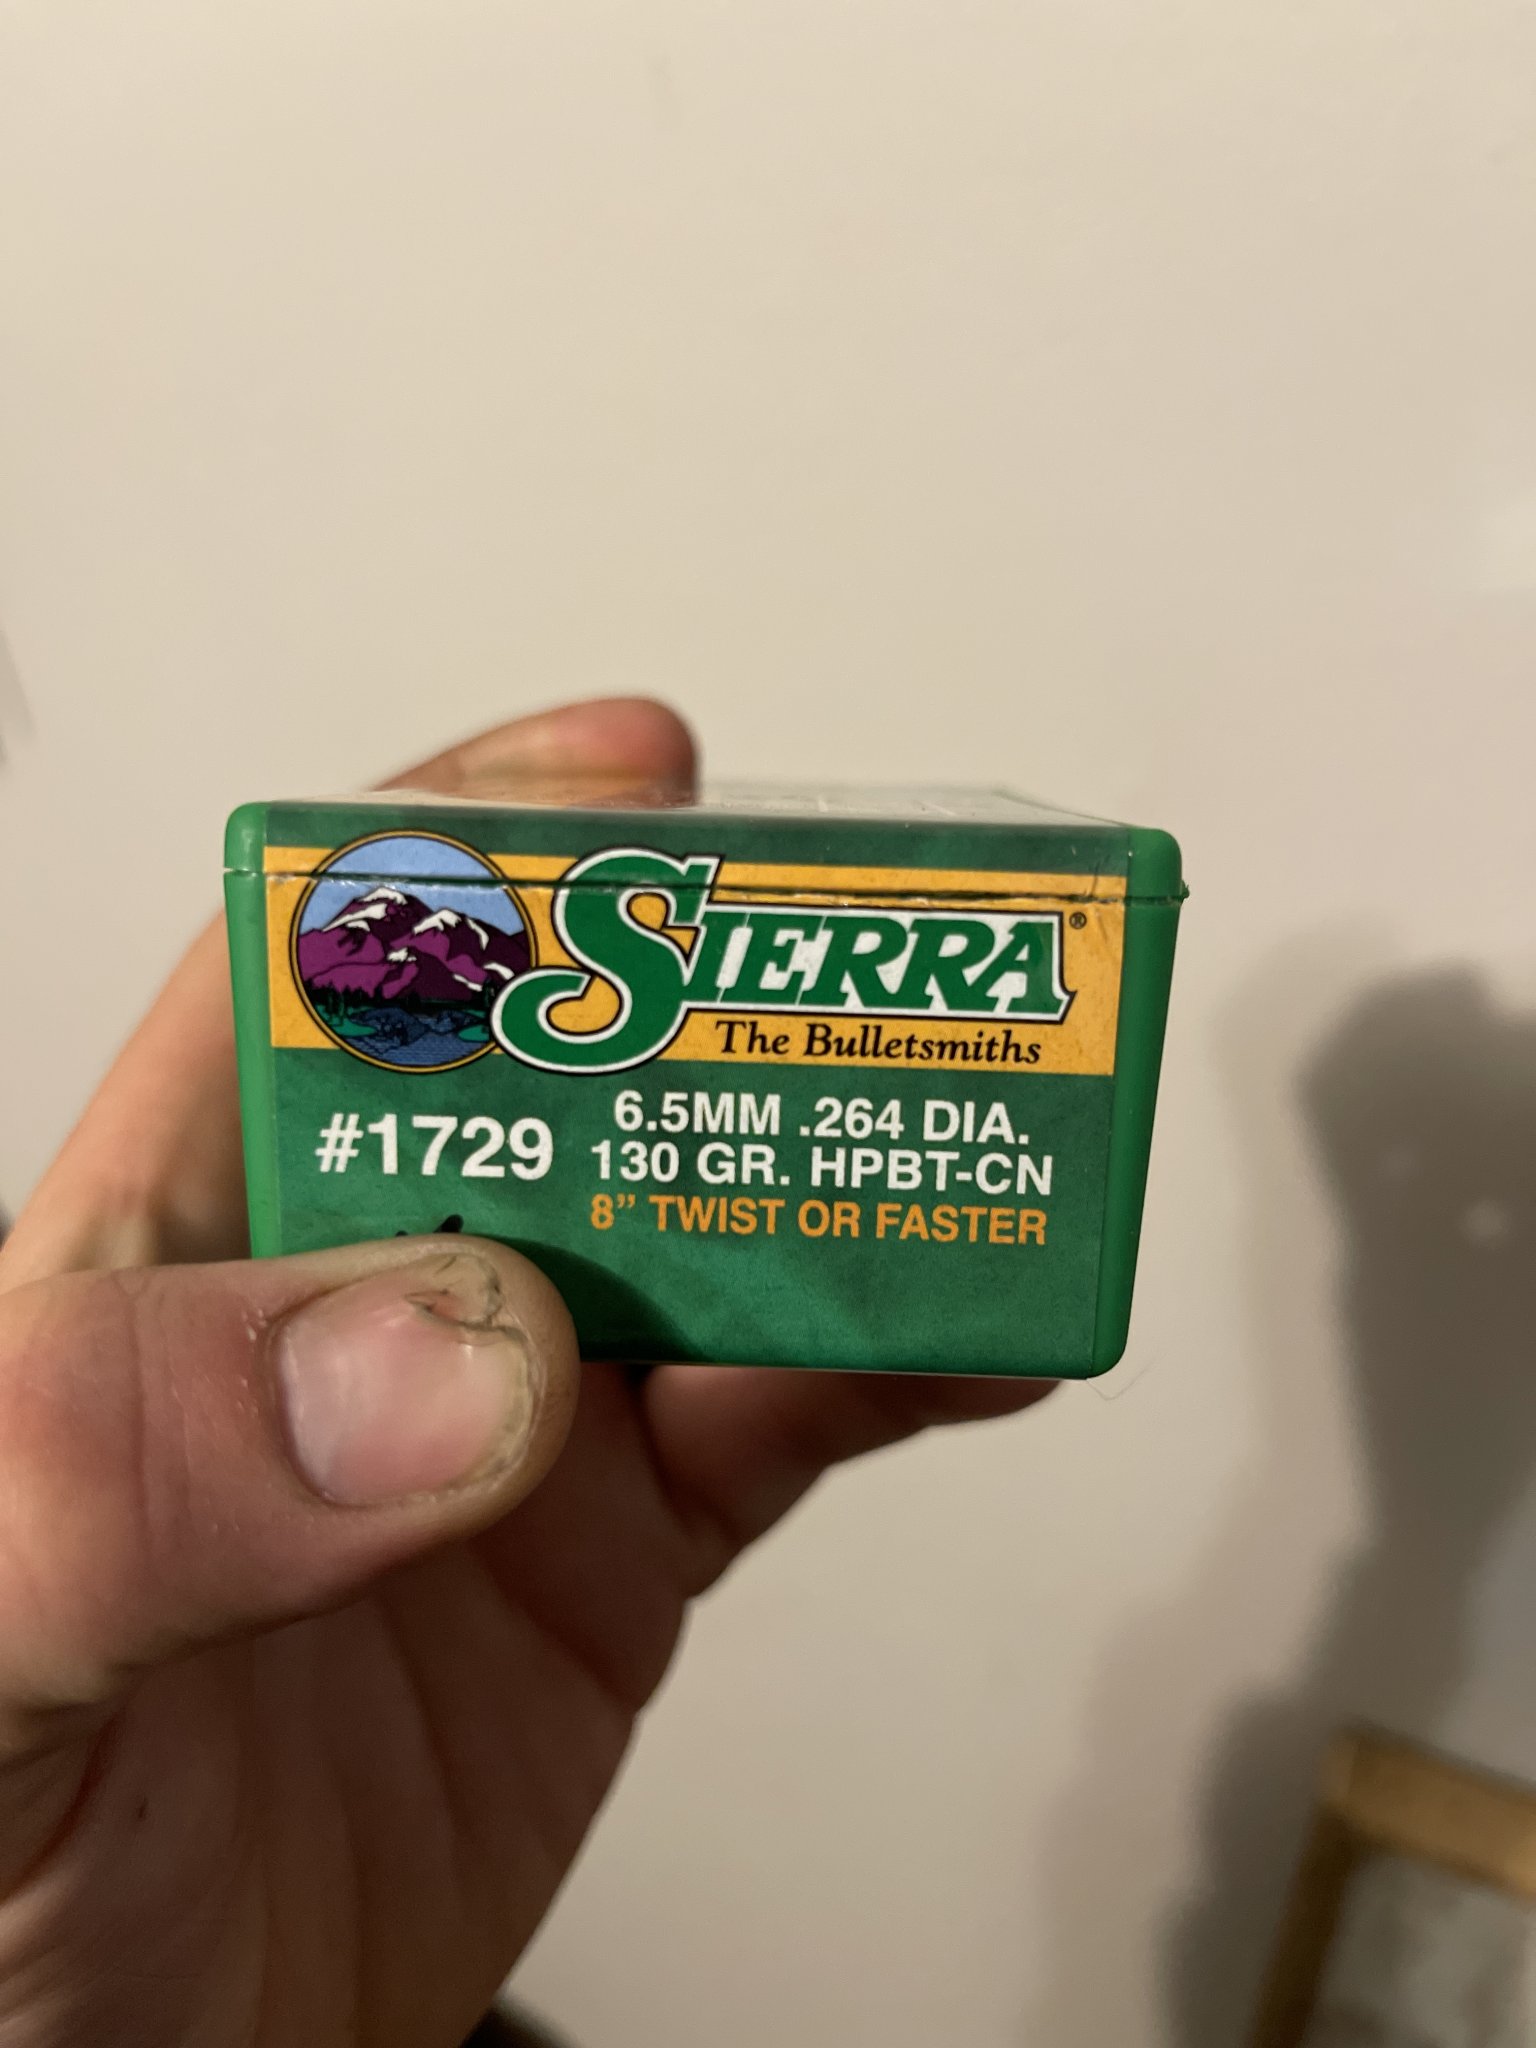 SIERRA®
The Bulletsmiths
#1729
6.5MM .264 DIA.
130 GR. HPBT-CN
8” TWIST OR FASTER